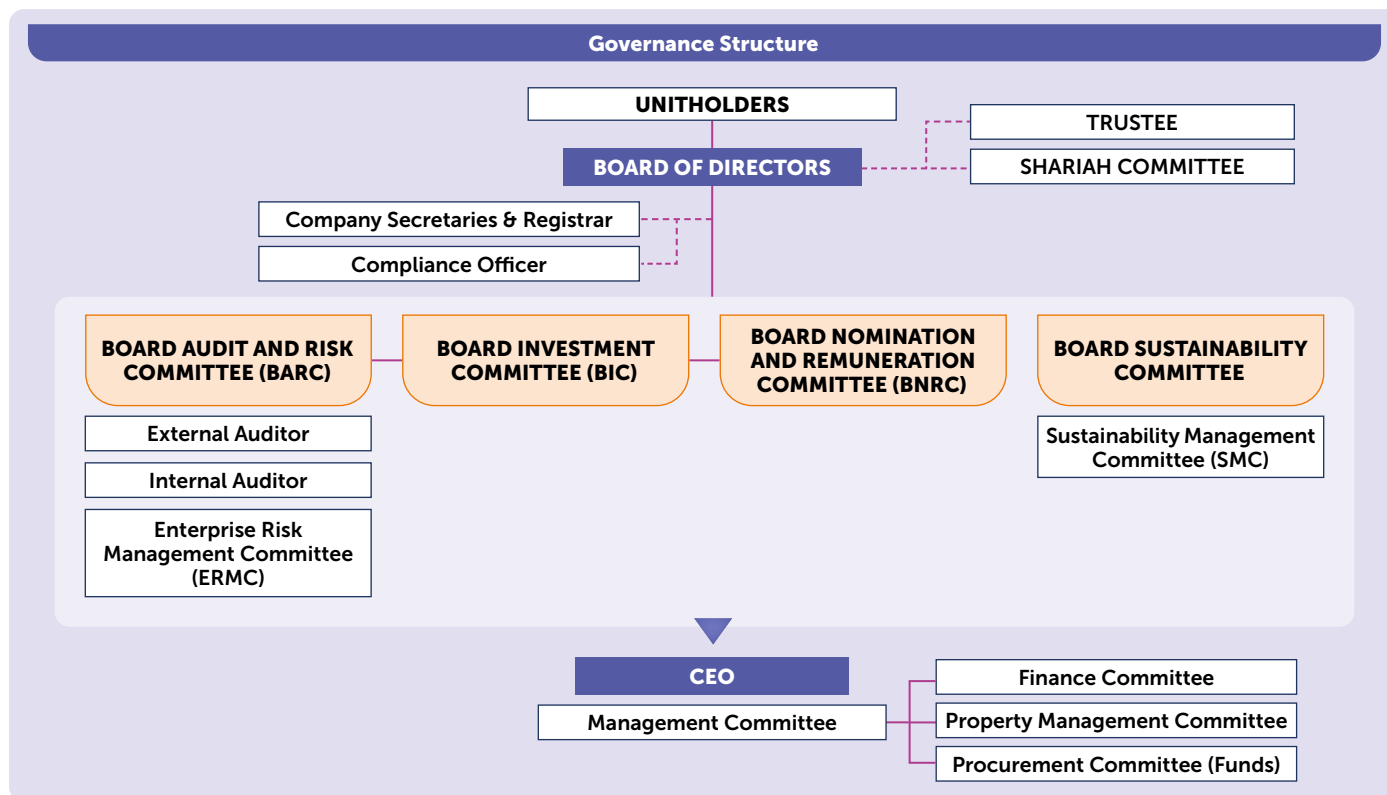 Governance Structure
UNITHOLDERS
TRUSTEE
BOARD OF DIRECTORS
SHARIAH COMMITTEE
Company Secretaries & Registrar
Compliance Officer
BOARD AUDIT AND RISK
COMMITTEE (BARC)
BOARD INVESTMENT
COMMITTEE (BIC)
BOARD NOMINATION
AND REMUNERATION
COMMITTEE (BNRC)
BOARD SUSTAINABILITY
COMMITTEE
External Auditor
Internal Auditor
Enterprise Risk
Management Committee
(ERMC)
Sustainability Management
Committee (SMC)
CEO
Management Committee
Finance Committee
Property Management Committee
Procurement Committee (Funds)